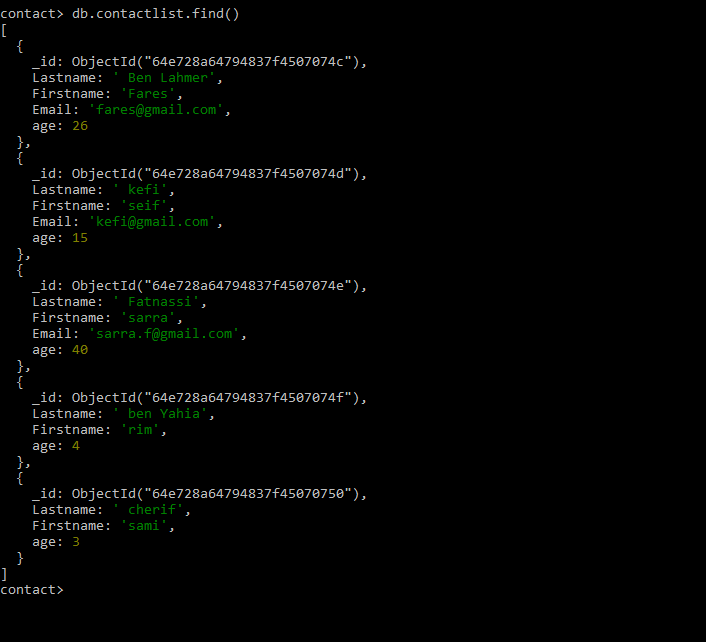 contact> db.contactlist.find()
[
  {
    _id: ObjectId("64e728a64794837f4507074c"),
    Lastname: ' Ben Lahmer',
    Firstname: 'Fares',
    Email: 'fares@gmail.com',
    age: 26
  },
  {
    _id: ObjectId("64e728a64794837f4507074d"),
    Lastname: ' kefi',
    Firstname: 'seif',
    Email: 'kefi@gmail.com',
    age: 15
  },
  {
    _id: ObjectId("64e728a64794837f4507074e"),
    Lastname: ' Fatnassi',
    Firstname: 'sarra',
    Email: 'sarra.f@gmail.com',
    age: 40
  },
  {
    _id: ObjectId("64e728a64794837f4507074f"),
    Lastname: ' ben Yahia',
    Firstname: 'rim',
    age: 4
  },
  {
    _id: ObjectId("64e728a64794837f45070750"),
    Lastname: ' cherif',
    Firstname: 'sami',
    age: 3
  }
]
contact>